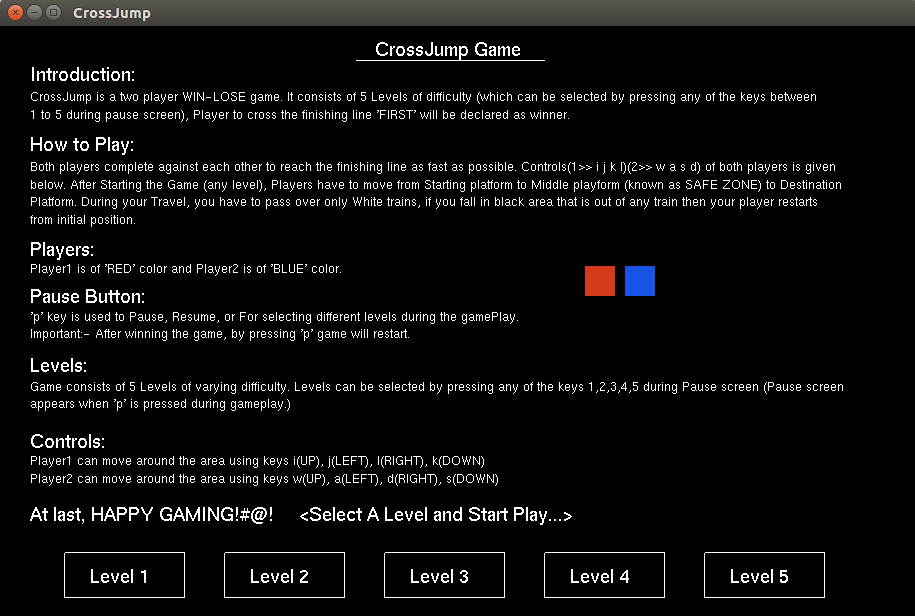 CrossJump
CrossJump Game
Introduction:
CrossJump is a two player WIN-LOSE game. It consists of 5 Levels of difficulty (which can be selected by pressing any of the keys between
1 to 5 during pause screen), Player to cross the finishing line 'FIRST' will be declared as winner.
How to Play:
Both players complete against each other to reach the finishing line as fast as possible. Controls(1>> i j k l)(2>> w a s d) of both players is given
below. After Starting the Game (any level), Players have to move from Starting platform to Middle playform (known as SAFE ZONE) to Destination
Platform. During your Travel, you have to pass over only White trains, if you fall in black area that is out of any train then your player restarts
from initial position.
Players:
Player1 is of 'RED' color and Player2 is of 'BLUE' color.
Pause Button:
'p' key is used to Pause, Resume, or For selecting different levels during the gamePlay.
Important:- After winning the game, by pressing 'p' game will restart.
Levels:
Game consists of 5 Levels of varying difficulty. Levels can be selected by pressing any of the keys 1,2,3,4,5 during Pause screen (Pause screen
appears when 'p' is pressed during gameplay.)
Controls:
Player1 can move around the area using keys i(UP), j(LEFT), l(RIGHT), k(DOWN)
Player2 can move around the area using keys w(UP), a(LEFT), d(RIGHT), s(DOWN)
At last, HAPPY GAMING!#@! <Select A Level and Start Play...>
Level 1 Level 2 Level 3 Level 4 Level 5